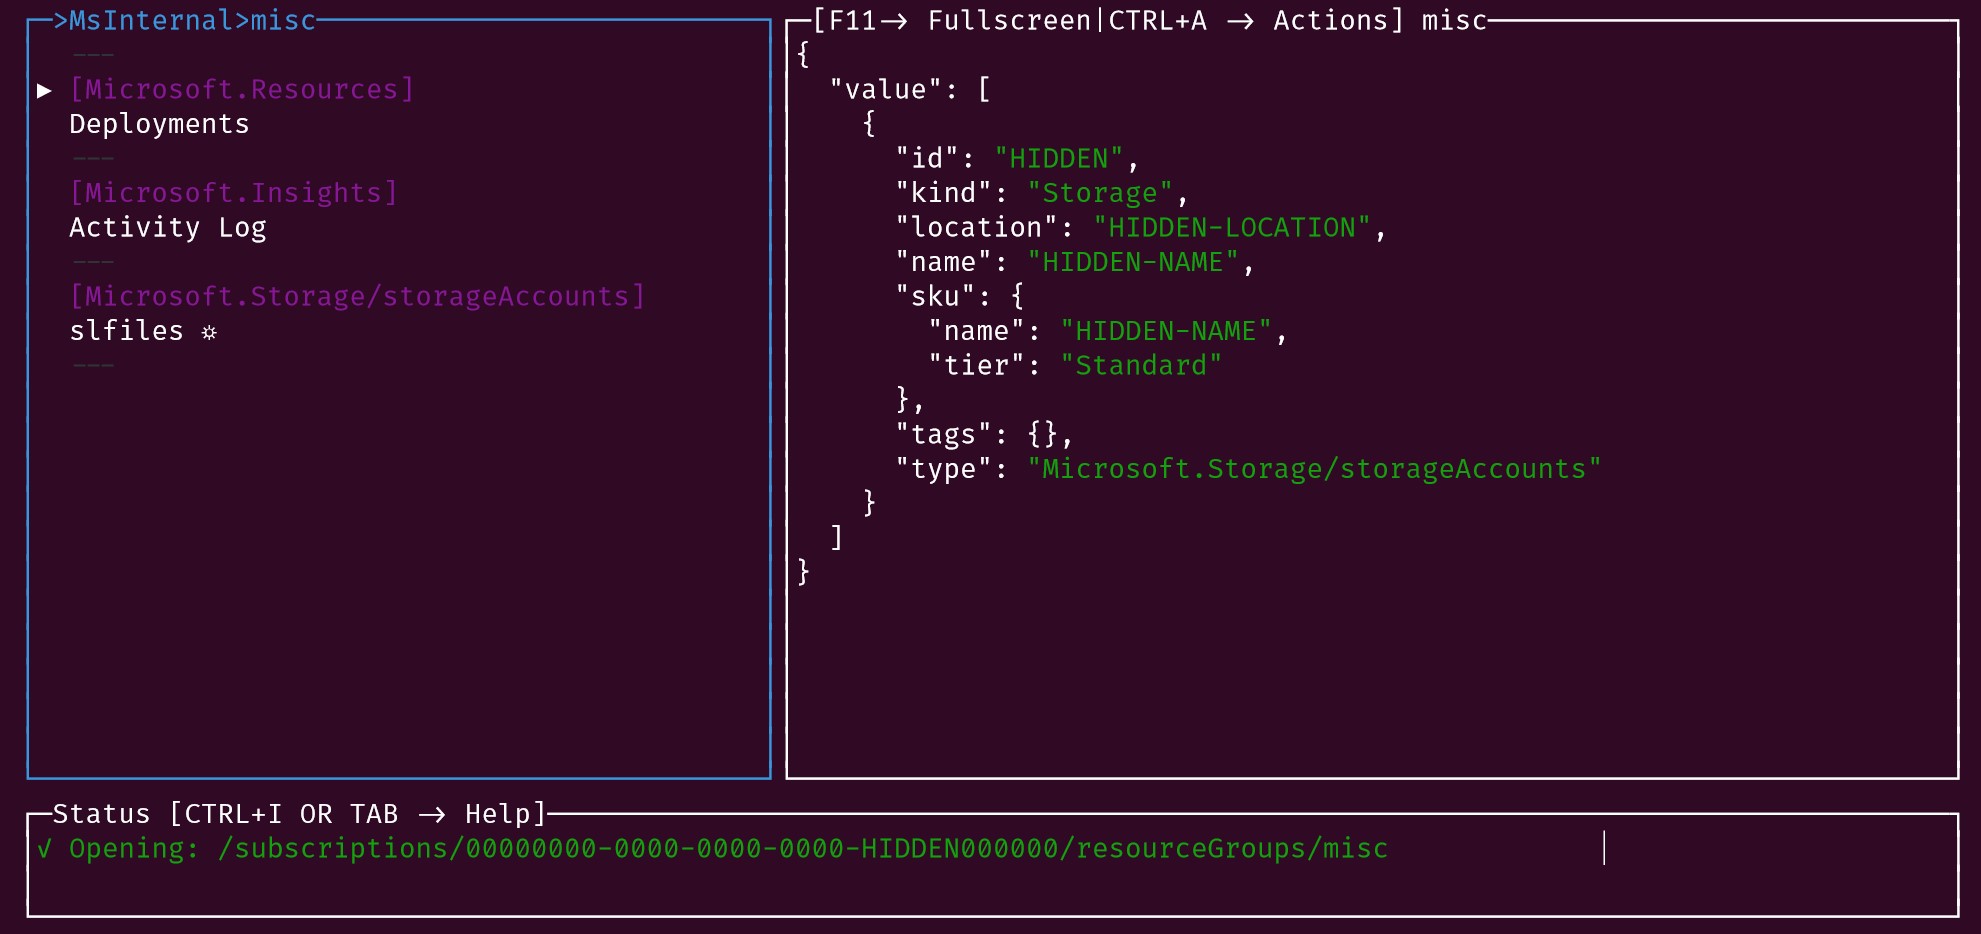 >MsInternal>misc
---
▶ [Microsoft.Resources]
Deployments
---
[Microsoft.Insights]
Activity Log
---
[Microsoft.Storage/storageAccounts]
slfiles ☼
---
[F11-> Fullscreen|CTRL+A -> Actions] misc
{
  "value": [
    {
      "id": "HIDDEN",
      "kind": "Storage",
      "location": "HIDDEN-LOCATION",
      "name": "HIDDEN-NAME",
      "sku": {
        "name": "HIDDEN-NAME",
        "tier": "Standard"
      },
      "tags": {},
      "type": "Microsoft.Storage/storageAccounts"
    }
  ]
}
Status [CTRL+I OR TAB -> Help]
√ Opening: /subscriptions/00000000-0000-0000-0000-HIDDEN000000/resourceGroups/misc